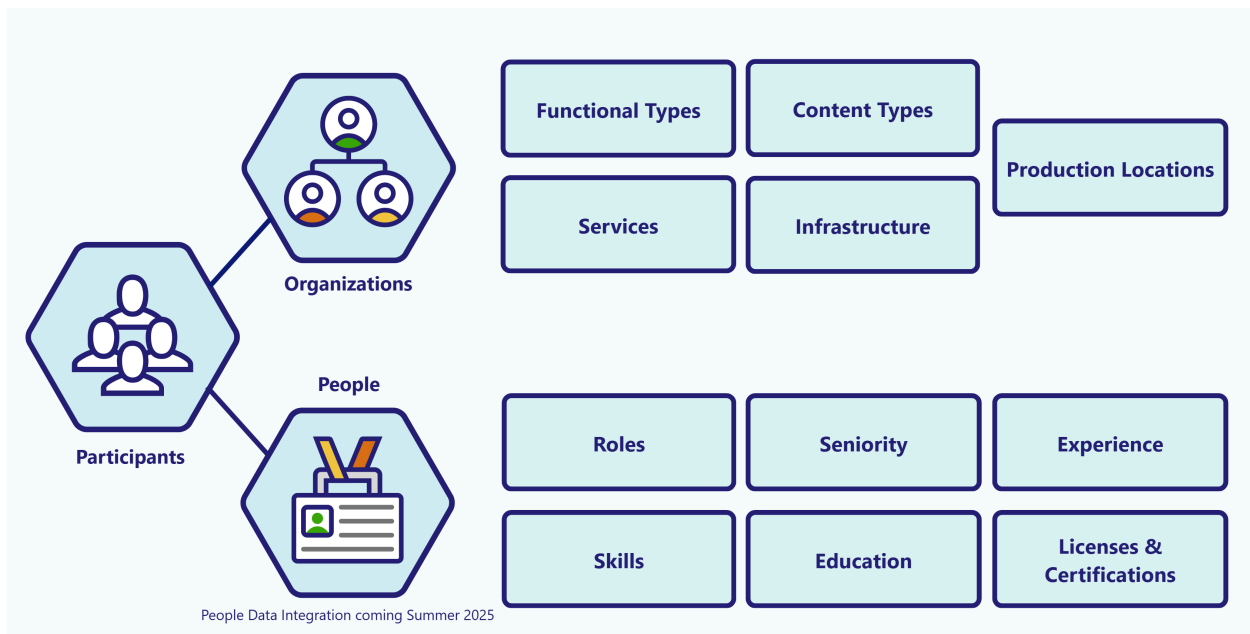 Functional Types
Content Types
Production Locations
Services
Infrastructure
Organizations
Participants
People
Roles
Seniority
Experience
Skills
Education
Licenses &
Certifications
People Data Integration coming Summer 2025